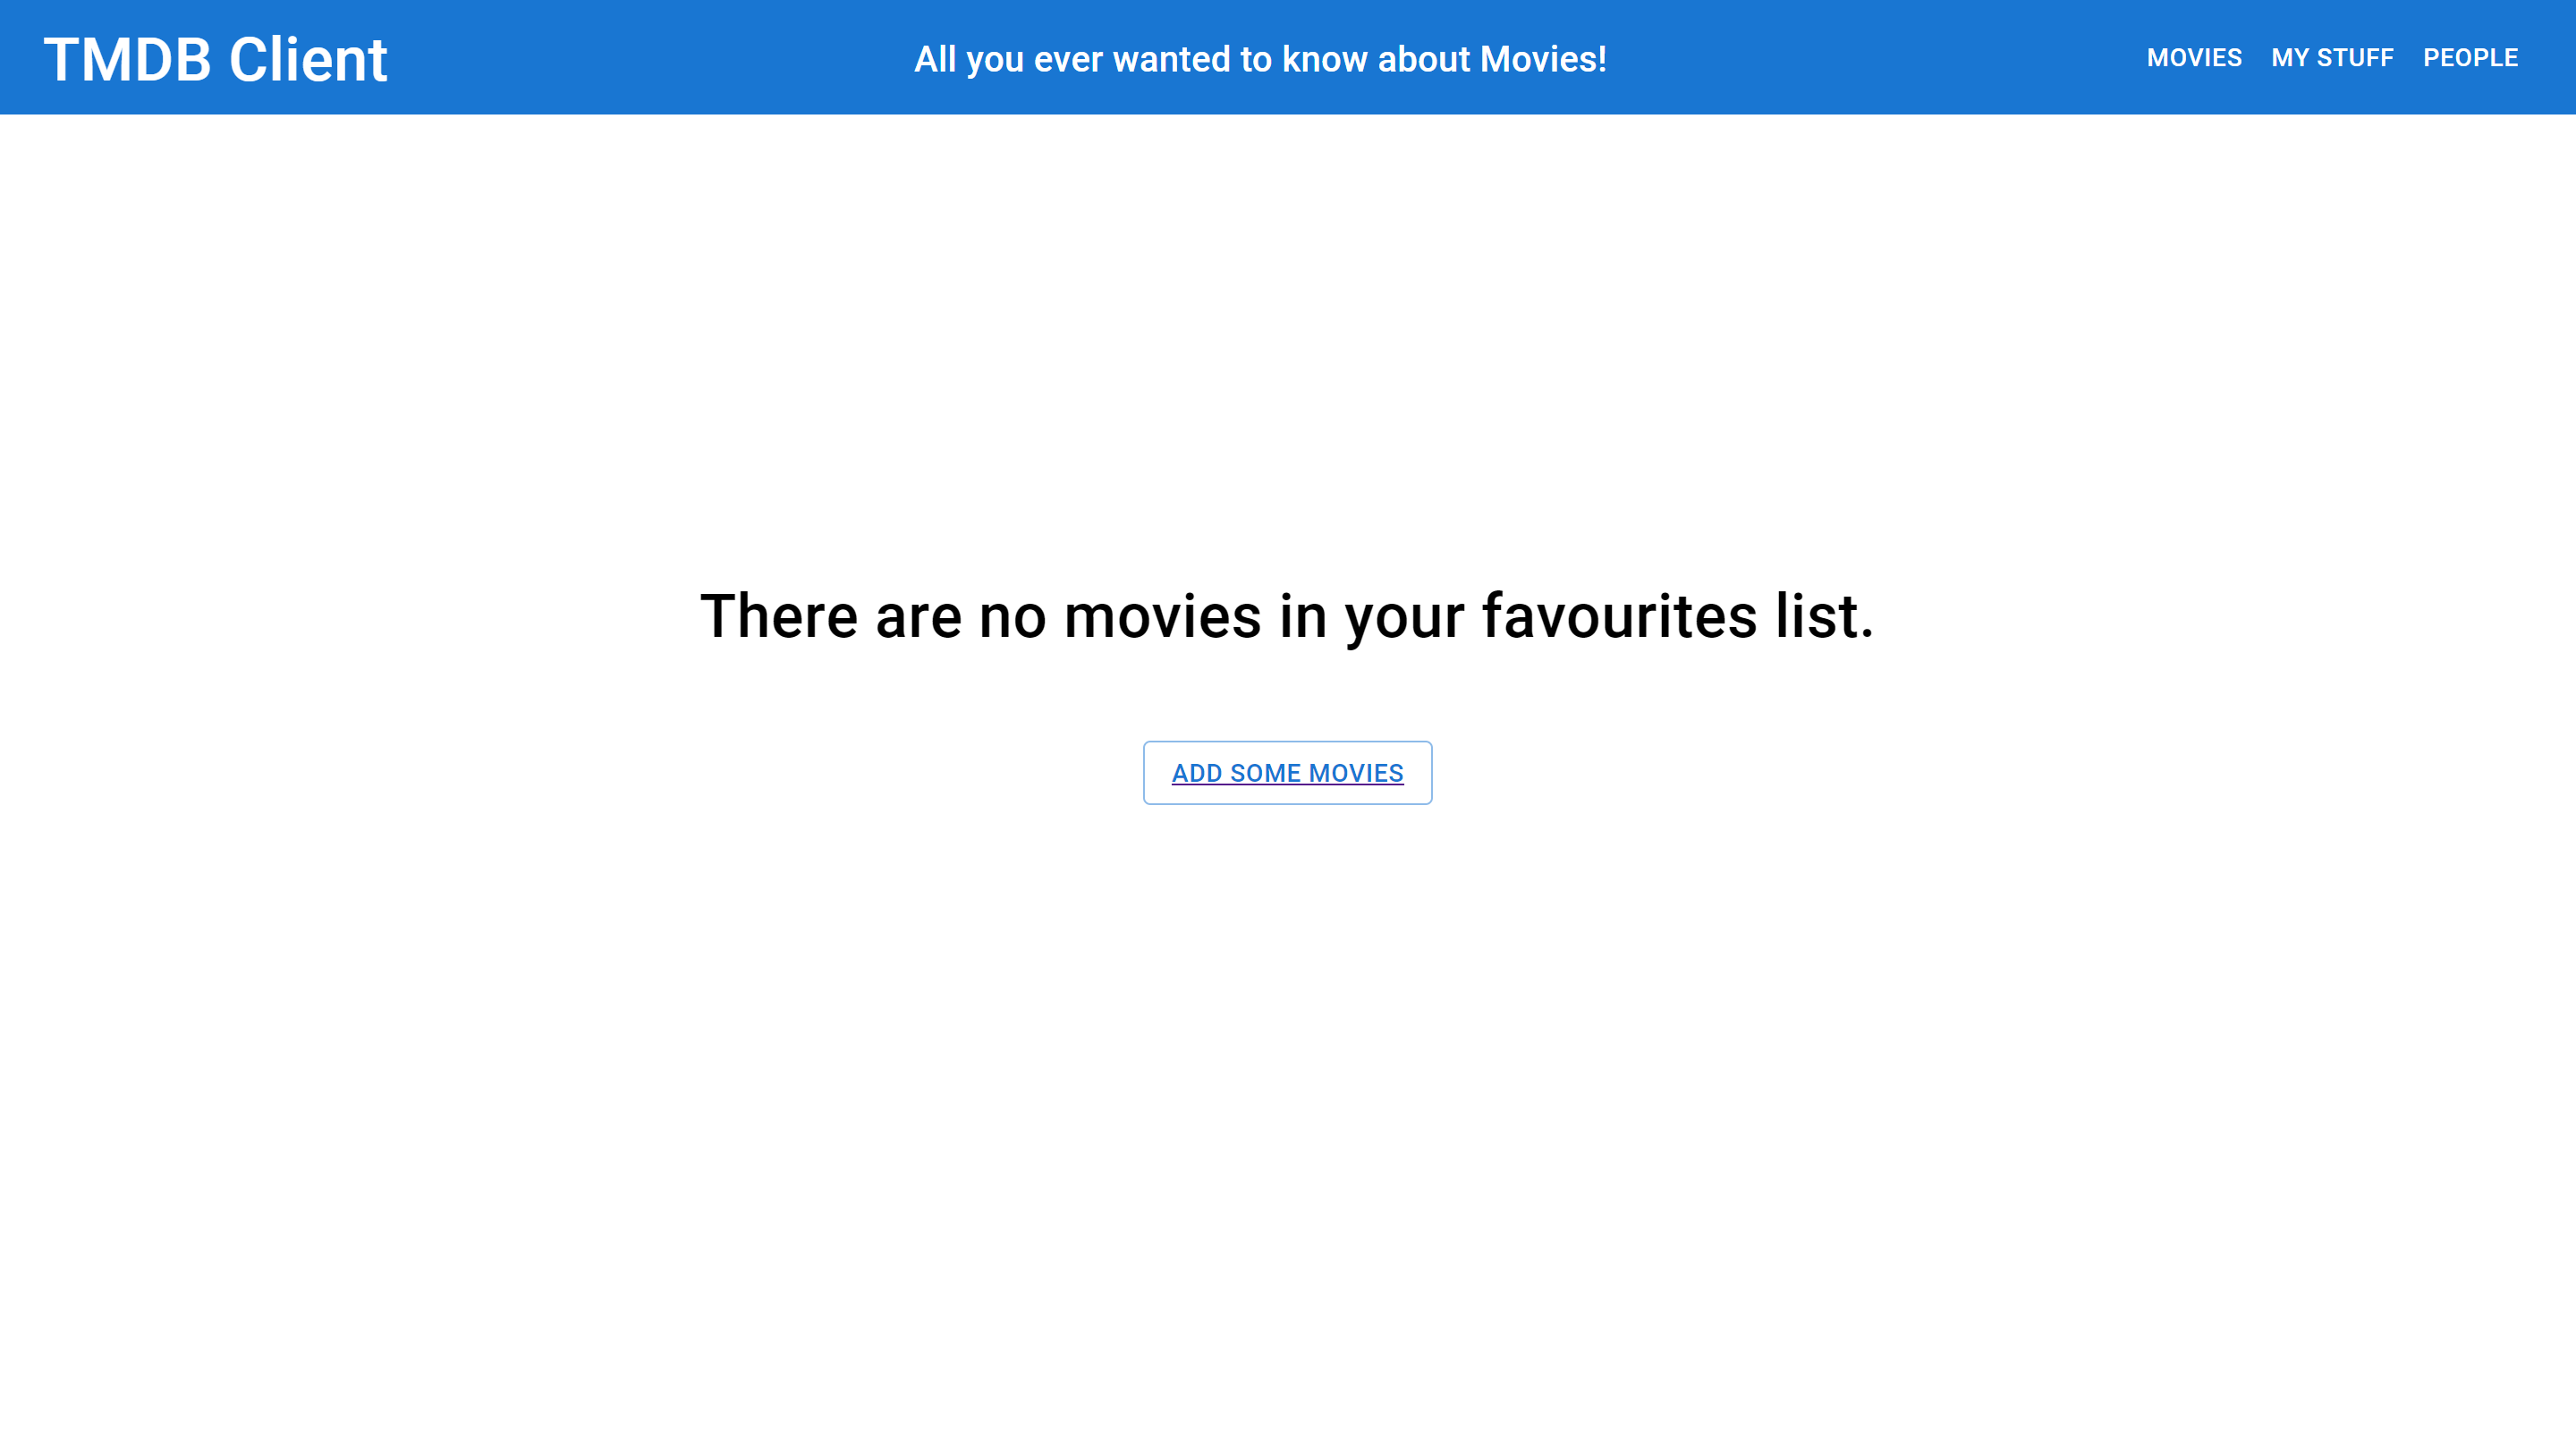 TMDB Client
All you ever wanted to know about Movies!
MOVIES MY STUFF PEOPLE
There are no movies in your favourites list.
ADD SOME MOVIES